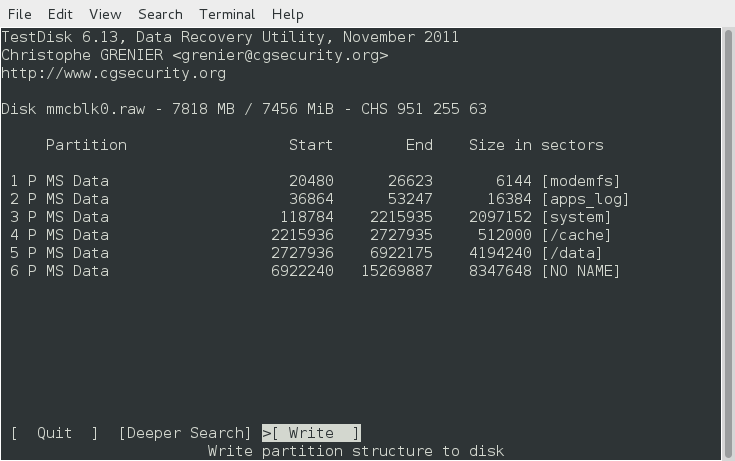 File Edit View Search Terminal Help
TestDisk 6.13, Data Recovery Utility, November 2011
Christophe GRENIER <grenier@cgsecurity.org>
http://www.cgsecurity.org
Disk mmcblk0.raw - 7818 MB / 7456 MiB - CHS 951 255 63
Partition Start End Size in sectors
1 P MS Data 20480 26623 6144 [modemfs]
2 P MS Data 36864 53247 16384 [apps_log]
3 P MS Data 118784 2215935 2097152 [system]
4 P MS Data 2215936 2727935 512000 [/cache]
5 P MS Data 2727936 6922175 4194240 [/data]
6 P MS Data 6922240 15269887 8347648 [NO NAME]
[ Quit ] [Deeper Search] >[ Write ]
Write partition structure to disk